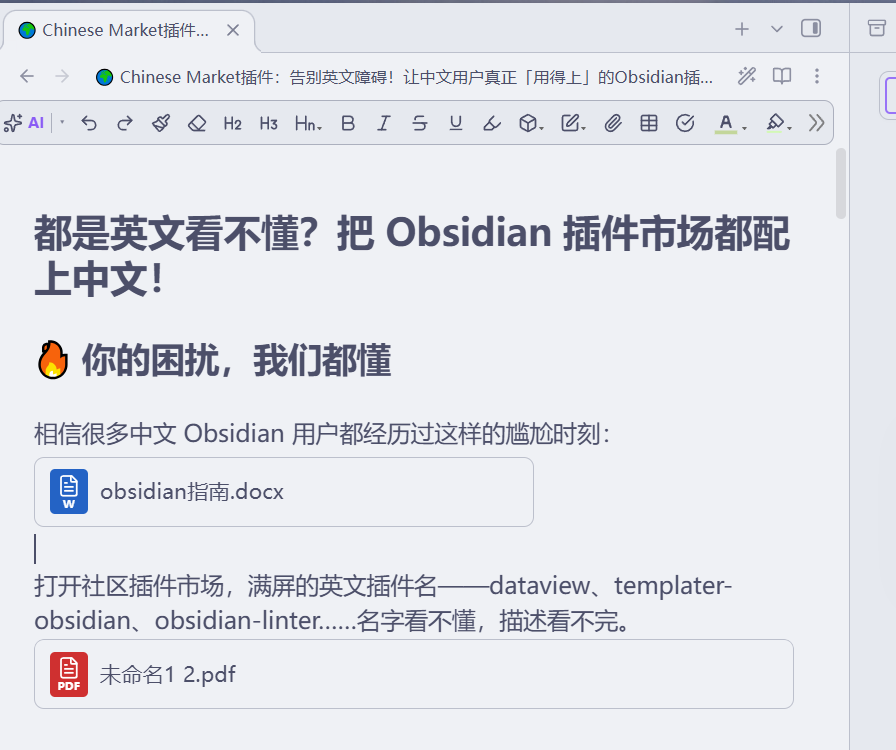 Chinese Market插件...
Chinese Market插件：告别英文障碍！让中文用户真正「用得上」的Obsidian插...
AI
H2
H3
Hn
B
I
S
U
A
都是英文看不懂？把 Obsidian 插件市场都配
上中文！
🔥 你的困扰，我们都懂
相信很多中文 Obsidian 用户都经历过这样的尴尬时刻：
W
obsidian指南.docx
打开社区插件市场，满屏的英文插件名——dataview、templater-
obsidian、obsidian-linter……名字看不懂，描述看不完。
PDF
未命名1 2.pdf